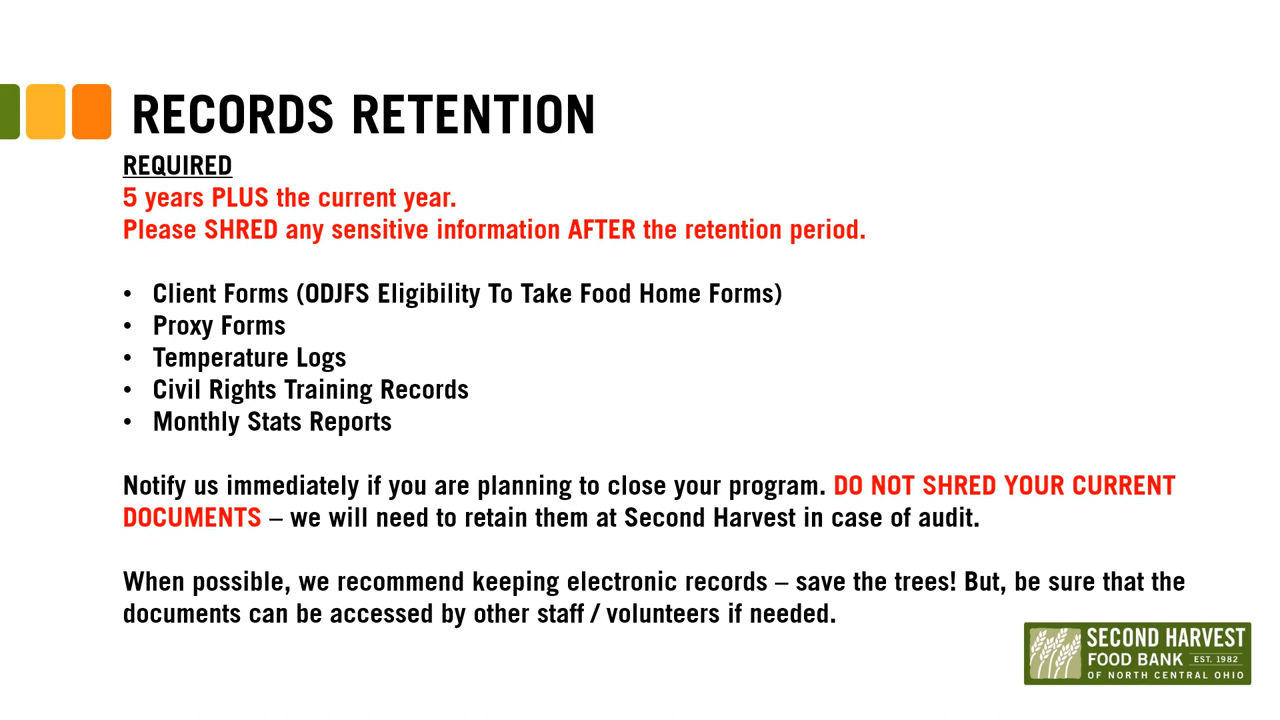 RECORDS RETENTION
REQUIRED
5 years PLUS the current year.
Please SHRED any sensitive information AFTER the retention period.
• Client Forms (ODJFS Eligibility To Take Food Home Forms)
• Proxy Forms
• Temperature Logs
• Civil Rights Training Records
• Monthly Stats Reports
Notify us immediately if you are planning to close your program. DO NOT SHRED YOUR CURRENT
DOCUMENTS – we will need to retain them at Second Harvest in case of audit.
When possible, we recommend keeping electronic records – save the trees! But, be sure that the
documents can be accessed by other staff / volunteers if needed.
SECOND HARVEST
FOOD BANK EST. 1982
OF NORTH CENTRAL OHIO